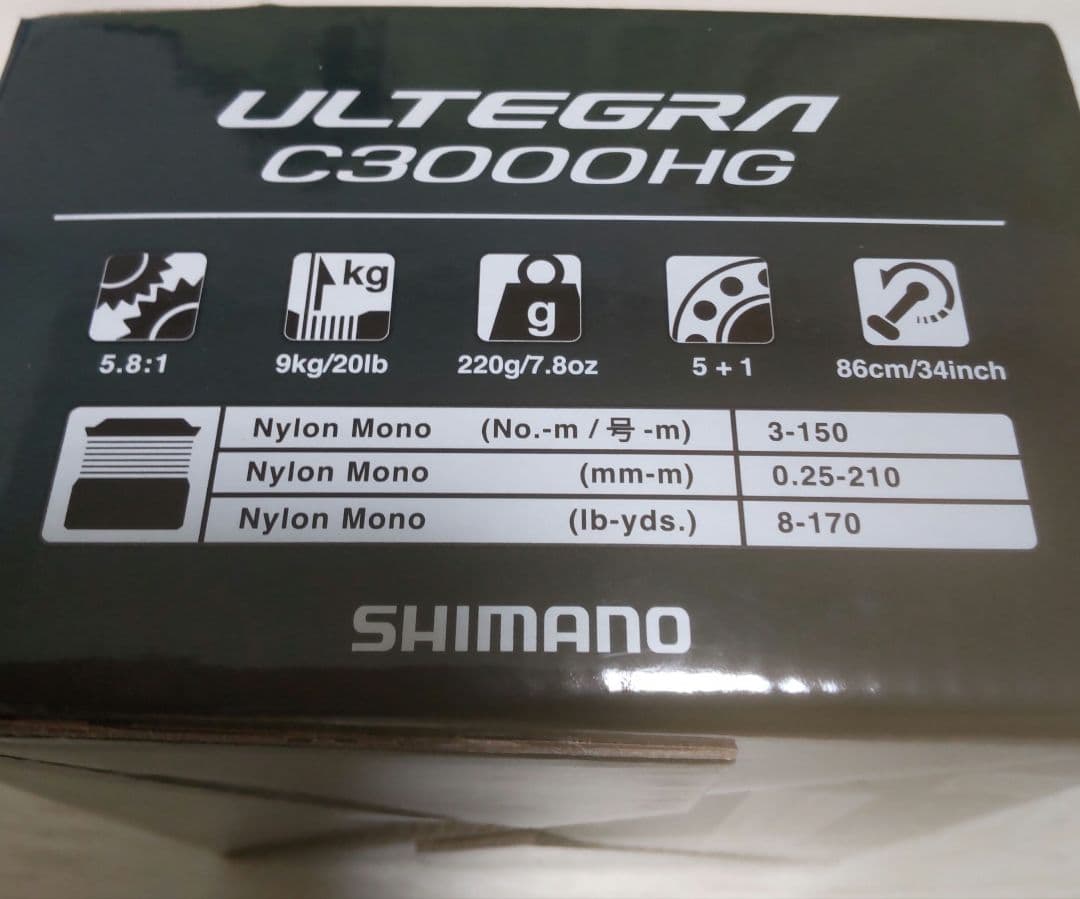 ULTEGRA
C3000HG
kg
g
5.8:1 9kg/20lb 220g/7.8oz 5+1 86cm/34inch
Nylon Mono (No.-m / 号 -m) 3-150
Nylon Mono (mm-m) 0.25-210
Nylon Mono (lb-yds.) 8-170
SHIMANO